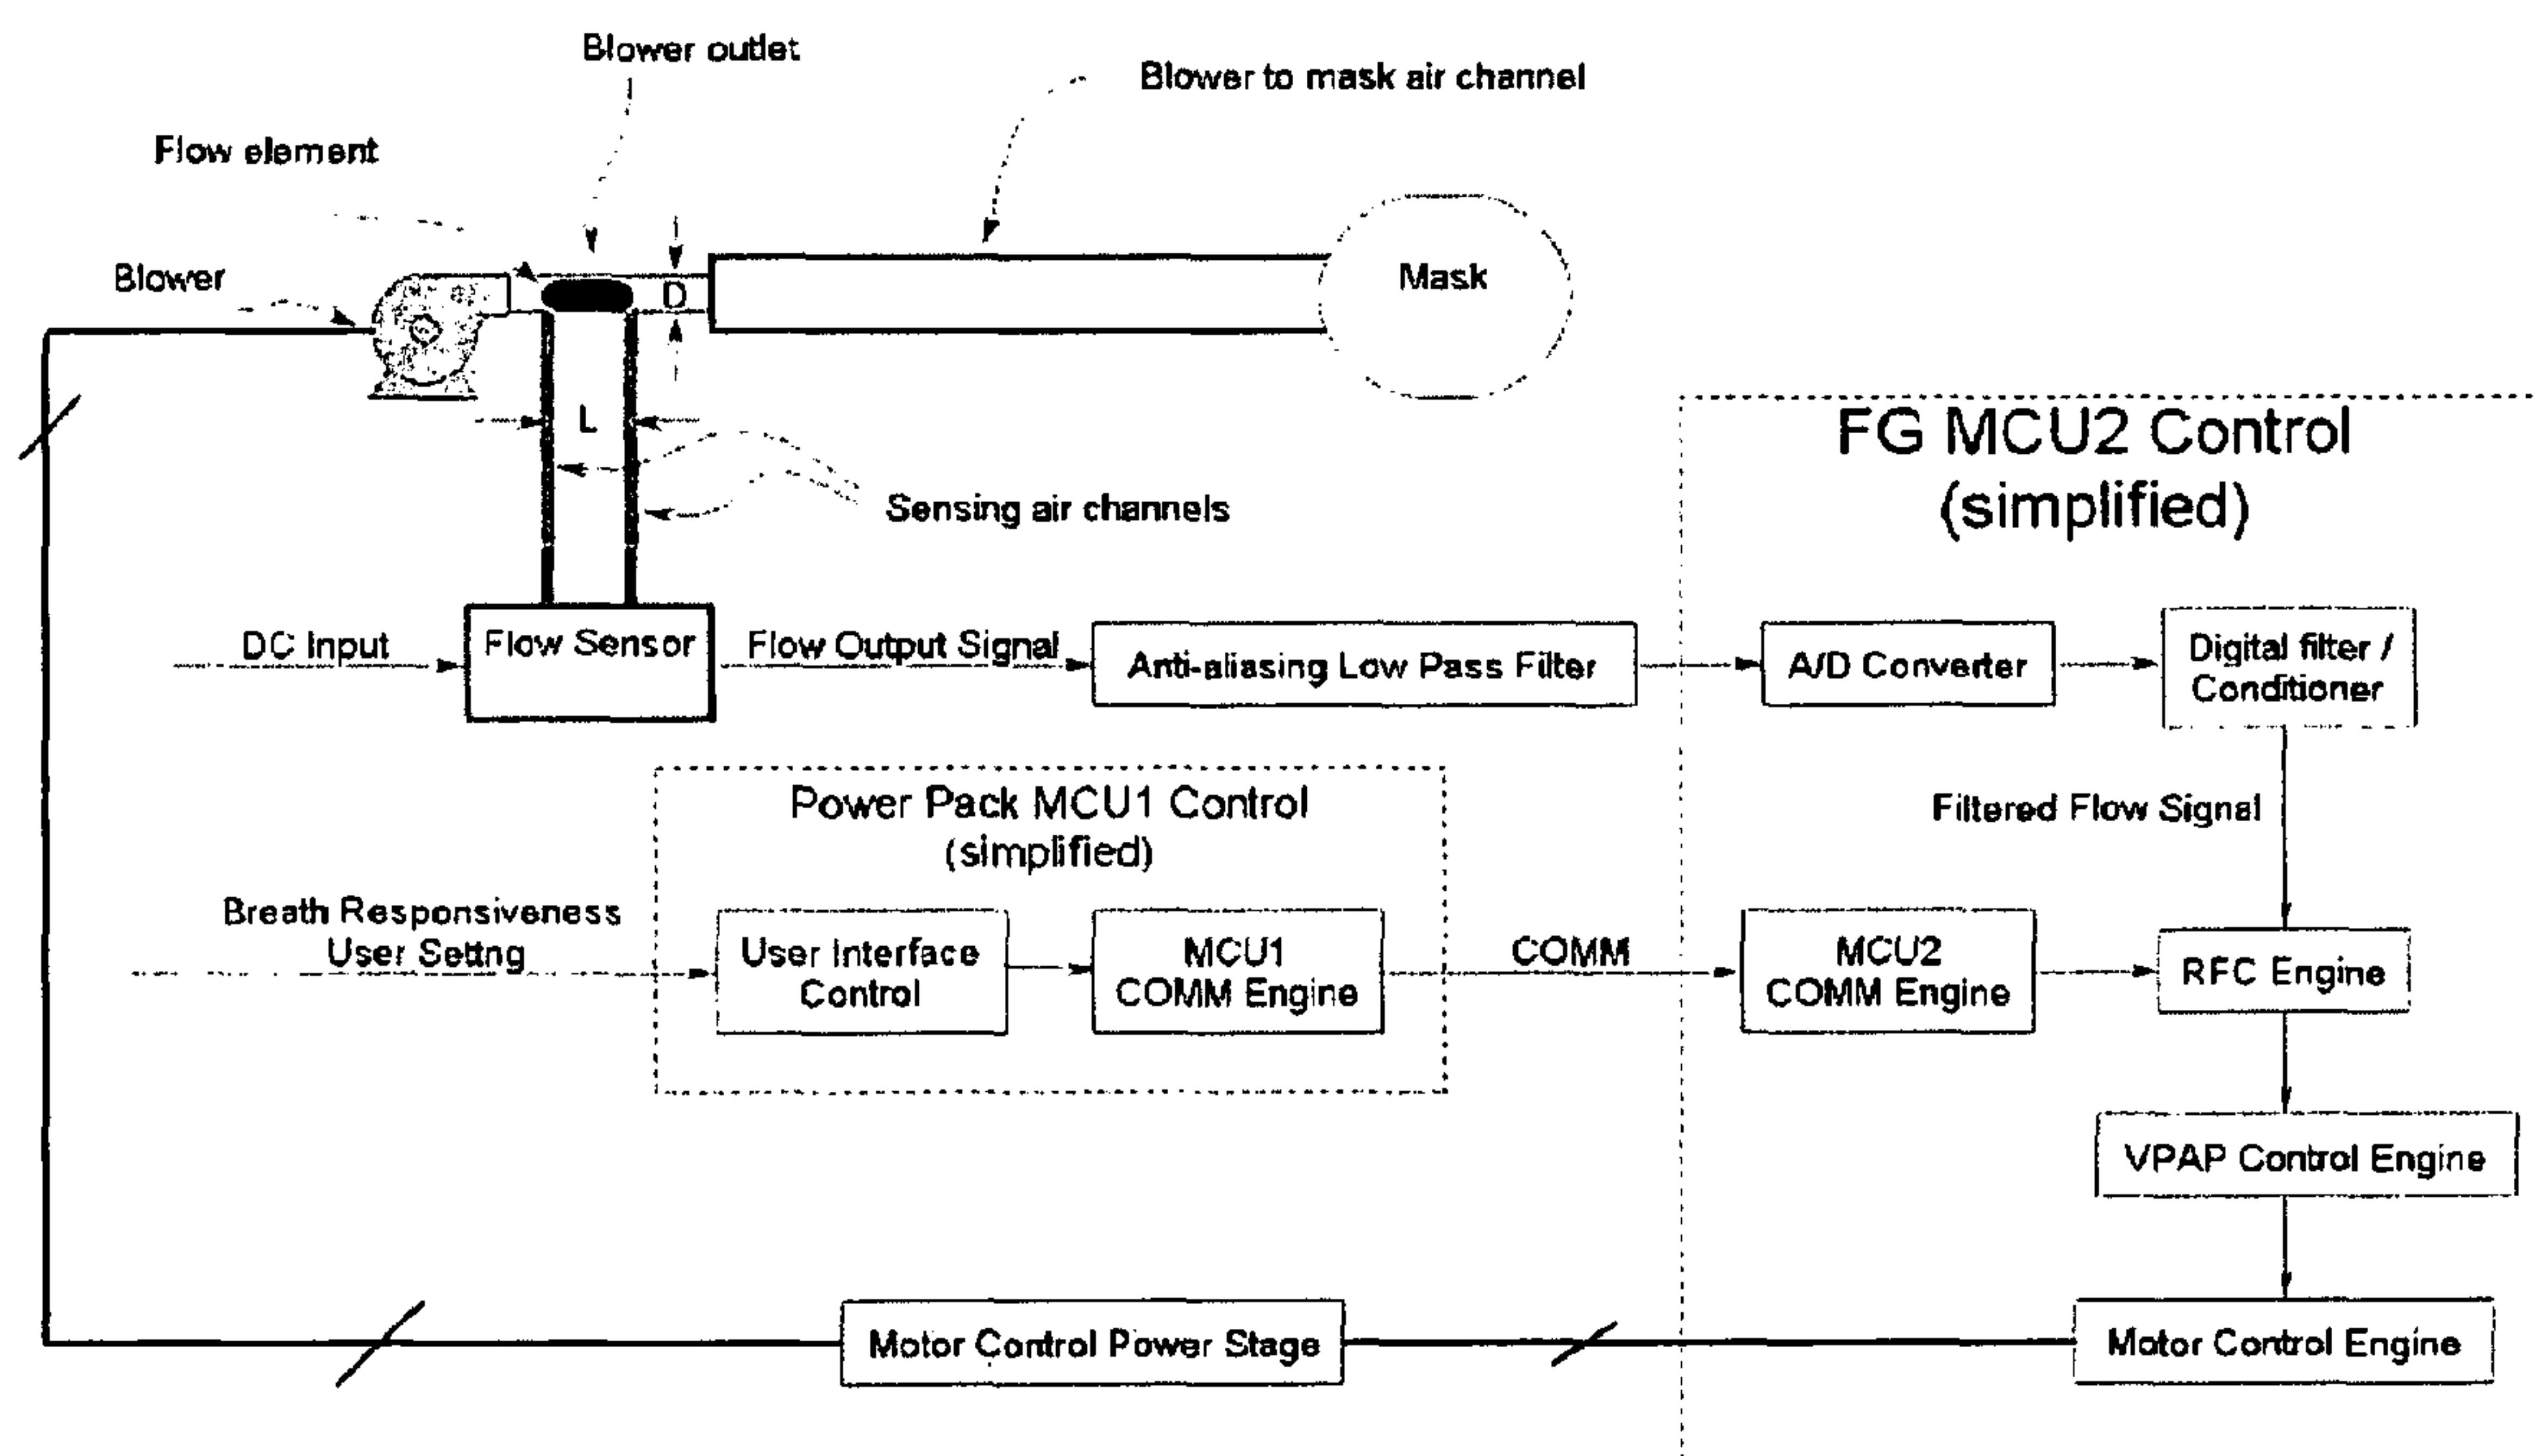 Blower outlet
Blower to mask air channel
Flow element
Blower
D
Mask
L
FG MCU2 Control
(simplified)
Sensing air channels
DC Input
Flow Sensor
Flow Output Signal
Anti-aliasing Low Pass Filter
A/D Converter
Digital filter /
Conditioner
Power Pack MCU1 Control
(simplified)
Filtered Flow Signal
Breath Responsiveness
User Settng
User Interface
Control
MCU1
COMM Engine
COMM
MCU2
COMM Engine
RFC Engine
VPAP Control Engine
Motor Control Power Stage
Motor Control Engine